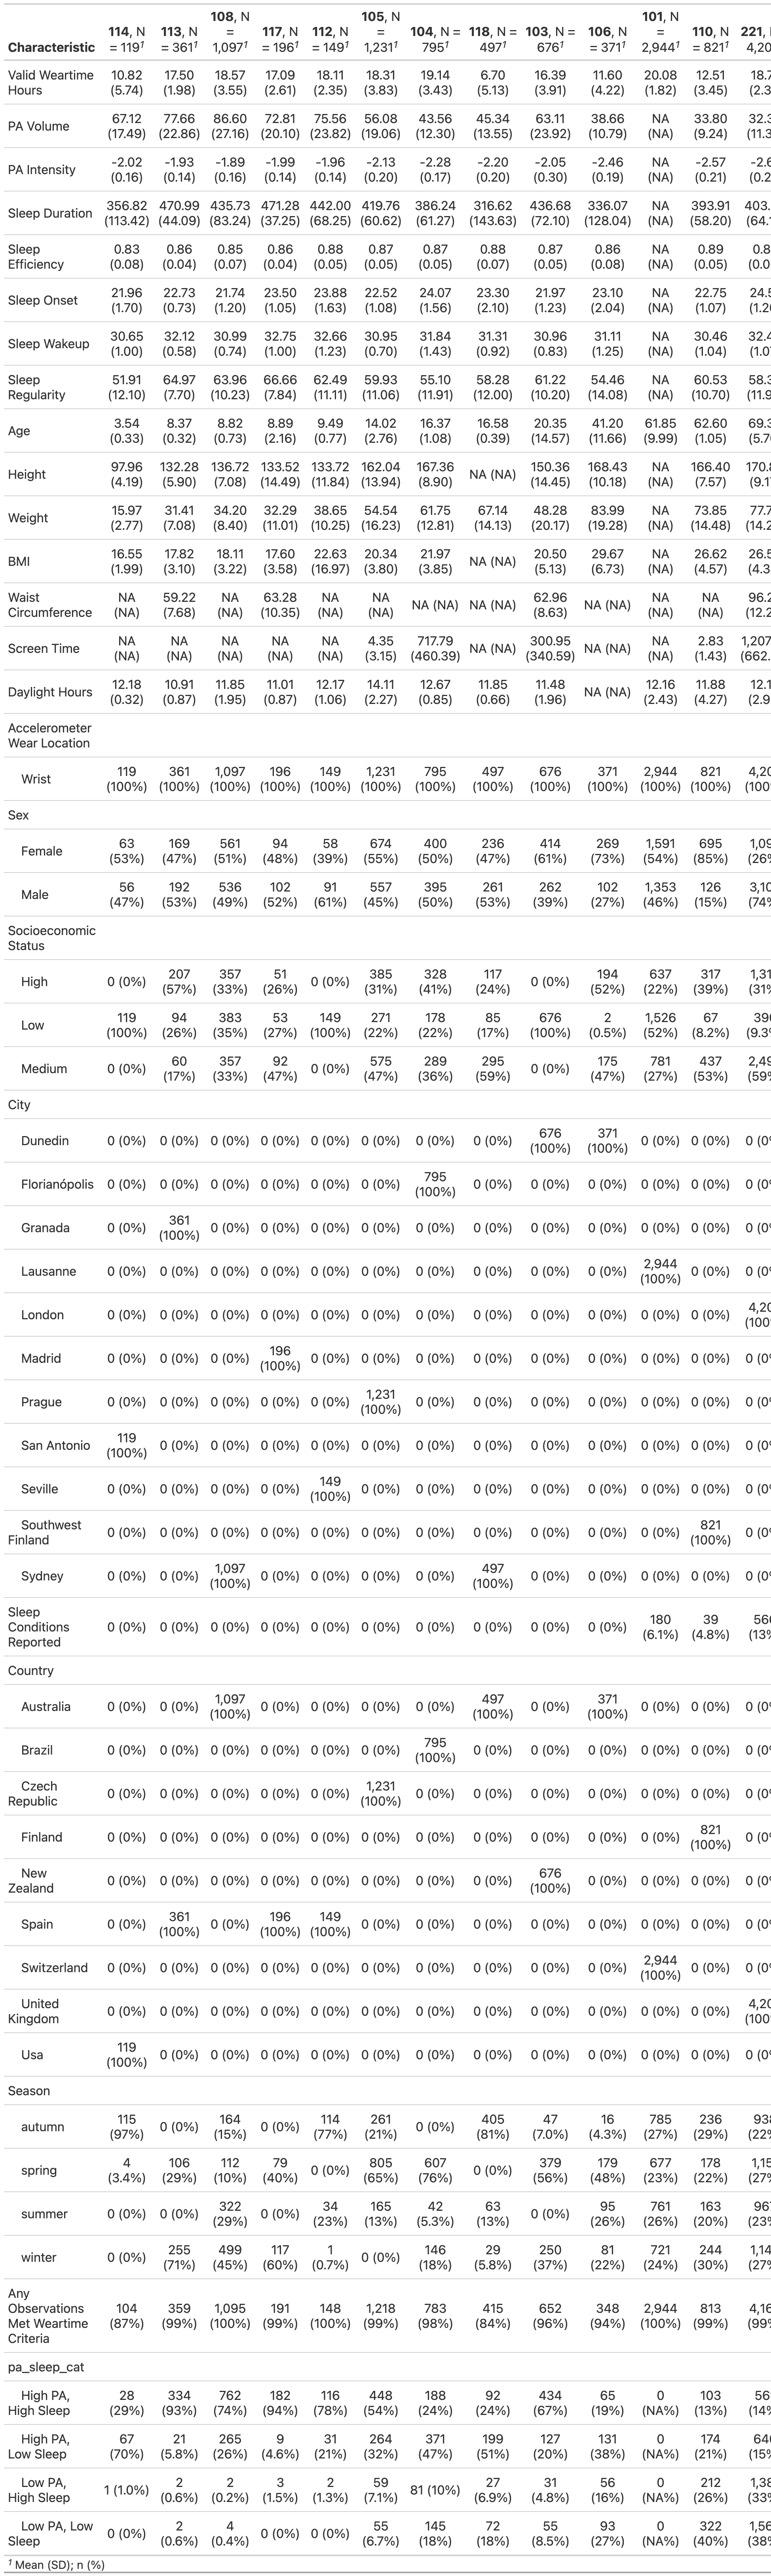 Characteristic 114, N = 119¹ 113, N = 361¹ 108, N = 1,097¹ 117, N = 196¹ 112, N = 149¹ 105, N = 1,231¹ 104, N = 795¹ 118, N = 497¹ 103, N = 676¹ 106, N = 371¹ 101, N = 2,944¹ 110, N = 821¹ 221, 4,20
Valid Weartime Hours 10.82 (5.74) 17.50 (1.98) 18.57 (3.55) 17.09 (2.61) 18.11 (2.35) 18.31 (3.83) 19.14 (3.43) 6.70 (5.13) 16.39 (3.91) 11.60 (4.22) 20.08 (1.82) 12.51 (3.45) 18.7 (2.3
PA Volume 67.12 (17.49) 77.66 (22.86) 86.60 (27.16) 72.81 (20.10) 75.56 (23.82) 56.08 (19.06) 43.56 (12.30) 45.34 (13.55) 63.11 (23.92) 38.66 (10.79) NA (NA) 33.80 (9.24) 32.3 (11.3
PA Intensity -2.02 (0.16) -1.93 (0.14) -1.89 (0.16) -1.99 (0.14) -1.96 (0.14) -2.13 (0.20) -2.28 (0.17) -2.20 (0.20) -2.05 (0.30) -2.46 (0.19) NA (NA) -2.57 (0.21) -2.6 (0.2
Sleep Duration 356.82 (113.42) 470.99 (44.09) 435.73 (83.24) 471.28 (37.25) 442.00 (68.25) 419.76 (60.62) 386.24 (61.27) 316.62 (143.63) 436.68 (72.10) 336.07 (128.04) NA (NA) 393.91 (58.20) 403. (64.
Sleep Efficiency 0.83 (0.08) 0.86 (0.04) 0.85 (0.07) 0.86 (0.04) 0.88 (0.05) 0.87 (0.05) 0.87 (0.05) 0.88 (0.07) 0.87 (0.05) 0.86 (0.08) NA (NA) 0.89 (0.05) 0.8 (0.0
Sleep Onset 21.96 (1.70) 22.73 (0.73) 21.74 (1.20) 23.50 (1.05) 23.88 (1.63) 22.52 (1.08) 24.07 (1.56) 23.30 (2.10) 21.97 (1.23) 23.10 (2.04) NA (NA) 22.75 (1.07) 24.5 (1.2
Sleep Wakeup 30.65 (1.00) 32.12 (0.58) 30.99 (0.74) 32.75 (1.00) 32.66 (1.23) 30.95 (0.70) 31.84 (1.43) 31.31 (0.92) 30.96 (0.83) 31.11 (1.25) NA (NA) 30.46 (1.04) 32.4 (1.0
Sleep Regularity 51.91 (12.10) 64.97 (7.70) 63.96 (10.23) 66.66 (7.84) 62.49 (11.11) 59.93 (11.06) 55.10 (11.91) 58.28 (12.00) 61.22 (10.20) 54.46 (14.08) NA (NA) 60.53 (10.70) 58.3 (11.9
Age 3.54 (0.33) 8.37 (0.32) 8.82 (0.73) 8.89 (2.16) 9.49 (0.77) 14.02 (2.76) 16.37 (1.08) 16.58 (0.39) 20.35 (14.57) 41.20 (11.66) 61.85 (9.99) 62.60 (1.05) 69.3 (5.7
Height 97.96 (4.19) 132.28 (5.90) 136.72 (7.08) 133.52 (14.49) 133.72 (11.84) 162.04 (13.94) 167.36 (8.90) NA (NA) 150.36 (14.45) 168.43 (10.18) NA (NA) 166.40 (7.57) 170.8 (9.1
Weight 15.97 (2.77) 31.41 (7.08) 34.20 (8.40) 32.29 (11.01) 38.65 (10.25) 54.54 (16.23) 61.75 (12.81) 67.14 (14.13) 48.28 (20.17) 83.99 (19.28) NA (NA) 73.85 (14.48) 77.7 (14.2
BMI 16.55 (1.99) 17.82 (3.10) 18.11 (3.22) 17.60 (3.58) 22.63 (16.97) 20.34 (3.80) 21.97 (3.85) NA (NA) 20.50 (5.13) 29.67 (6.73) NA (NA) 26.62 (4.57) 26.5 (4.3
Waist Circumference NA (NA) 59.22 (7.68) NA (NA) 63.28 (10.35) NA (NA) NA (NA) NA (NA) NA (NA) 62.96 (8.63) NA (NA) NA (NA) NA (NA) 96.2 (12.2
Screen Time NA (NA) NA (NA) NA (NA) NA (NA) NA (NA) 4.35 (3.15) 717.79 (460.39) NA (NA) 300.95 (340.59) NA (NA) NA (NA) 2.83 (1.43) 1,207 (662.
Daylight Hours 12.18 (0.32) 10.91 (0.87) 11.85 (1.95) 11.01 (0.87) 12.17 (1.06) 14.11 (2.27) 12.67 (0.85) 11.85 (0.66) 11.48 (1.96) NA (NA) 12.16 (2.43) 11.88 (4.27) 12.1 (2.9
Accelerometer Wear Location
Wrist 119 (100%) 361 (100%) 1,097 (100%) 196 (100%) 149 (100%) 1,231 (100%) 795 (100%) 497 (100%) 676 (100%) 371 (100%) 2,944 (100%) 821 (100%) 4,20 (100
Sex
Female 63 (53%) 169 (47%) 561 (51%) 94 (48%) 58 (39%) 674 (55%) 400 (50%) 236 (47%) 414 (61%) 269 (73%) 1,591 (54%) 695 (85%) 1,09 (26%
Male 56 (47%) 192 (53%) 536 (49%) 102 (52%) 91 (61%) 557 (45%) 395 (50%) 261 (53%) 262 (39%) 102 (27%) 1,353 (46%) 126 (15%) 3,10 (74%
Socioeconomic Status
High 0 (0%) 207 (57%) 357 (33%) 51 (26%) 0 (0%) 385 (31%) 328 (41%) 117 (24%) 0 (0%) 194 (52%) 637 (22%) 317 (39%) 1,31 (31%
Low 119 (100%) 94 (26%) 383 (35%) 53 (27%) 149 (100%) 271 (22%) 178 (22%) 85 (17%) 676 (100%) 2 (0.5%) 1,526 (52%) 67 (8.2%) 39 (9.3
Medium 0 (0%) 60 (17%) 357 (33%) 92 (47%) 0 (0%) 575 (47%) 289 (36%) 295 (59%) 0 (0%) 175 (47%) 781 (27%) 437 (53%) 2,49 (59%
City
Dunedin 0 (0%) 0 (0%) 0 (0%) 0 (0%) 0 (0%) 0 (0%) 0 (0%) 0 (0%) 676 (100%) 371 (100%) 0 (0%) 0 (0%) 0 (0%
Florianópolis 0 (0%) 0 (0%) 0 (0%) 0 (0%) 0 (0%) 0 (0%) 795 (100%) 0 (0%) 0 (0%) 0 (0%) 0 (0%) 0 (0%) 0 (0%
Granada 0 (0%) 361 (100%) 0 (0%) 0 (0%) 0 (0%) 0 (0%) 0 (0%) 0 (0%) 0 (0%) 0 (0%) 0 (0%) 0 (0%) 0 (0%
Lausanne 0 (0%) 0 (0%) 0 (0%) 0 (0%) 0 (0%) 0 (0%) 0 (0%) 0 (0%) 0 (0%) 0 (0%) 2,944 (100%) 0 (0%) 0 (0%
London 0 (0%) 0 (0%) 0 (0%) 0 (0%) 0 (0%) 0 (0%) 0 (0%) 0 (0%) 0 (0%) 0 (0%) 0 (0%) 0 (0%) 4,20 (100
Madrid 0 (0%) 0 (0%) 0 (0%) 196 (100%) 0 (0%) 0 (0%) 0 (0%) 0 (0%) 0 (0%) 0 (0%) 0 (0%) 0 (0%) 0 (0%
Prague 0 (0%) 0 (0%) 0 (0%) 0 (0%) 0 (0%) 1,231 (100%) 0 (0%) 0 (0%) 0 (0%) 0 (0%) 0 (0%) 0 (0%) 0 (0%
San Antonio 119 (100%) 0 (0%) 0 (0%) 0 (0%) 0 (0%) 0 (0%) 0 (0%) 0 (0%) 0 (0%) 0 (0%) 0 (0%) 0 (0%) 0 (0%
Seville 0 (0%) 0 (0%) 0 (0%) 0 (0%) 149 (100%) 0 (0%) 0 (0%) 0 (0%) 0 (0%) 0 (0%) 0 (0%) 0 (0%) 0 (0%
Southwest Finland 0 (0%) 0 (0%) 0 (0%) 0 (0%) 0 (0%) 0 (0%) 0 (0%) 0 (0%) 0 (0%) 0 (0%) 0 (0%) 821 (100%) 0 (0%
Sydney 0 (0%) 0 (0%) 1,097 (100%) 0 (0%) 0 (0%) 0 (0%) 0 (0%) 497 (100%) 0 (0%) 0 (0%) 0 (0%) 0 (0%) 0 (0%
Sleep Conditions Reported 0 (0%) 0 (0%) 0 (0%) 0 (0%) 0 (0%) 0 (0%) 0 (0%) 0 (0%) 0 (0%) 0 (0%) 180 (6.1%) 39 (4.8%) 56 (13%
Country
Australia 0 (0%) 0 (0%) 1,097 (100%) 0 (0%) 0 (0%) 0 (0%) 0 (0%) 497 (100%) 0 (0%) 371 (100%) 0 (0%) 0 (0%) 0 (0%
Brazil 0 (0%) 0 (0%) 0 (0%) 0 (0%) 0 (0%) 0 (0%) 795 (100%) 0 (0%) 0 (0%) 0 (0%) 0 (0%) 0 (0%) 0 (0%
Czech Republic 0 (0%) 0 (0%) 0 (0%) 0 (0%) 0 (0%) 1,231 (100%) 0 (0%) 0 (0%) 0 (0%) 0 (0%) 0 (0%) 0 (0%) 0 (0%
Finland 0 (0%) 0 (0%) 0 (0%) 0 (0%) 0 (0%) 0 (0%) 0 (0%) 0 (0%) 0 (0%) 0 (0%) 0 (0%) 821 (100%) 0 (0%
New Zealand 0 (0%) 0 (0%) 0 (0%) 0 (0%) 0 (0%) 0 (0%) 0 (0%) 0 (0%) 676 (100%) 0 (0%) 0 (0%) 0 (0%) 0 (0%
Spain 0 (0%) 361 (100%) 0 (0%) 196 (100%) 149 (100%) 0 (0%) 0 (0%) 0 (0%) 0 (0%) 0 (0%) 0 (0%) 0 (0%) 0 (0%
Switzerland 0 (0%) 0 (0%) 0 (0%) 0 (0%) 0 (0%) 0 (0%) 0 (0%) 0 (0%) 0 (0%) 0 (0%) 2,944 (100%) 0 (0%) 0 (0%
United Kingdom 0 (0%) 0 (0%) 0 (0%) 0 (0%) 0 (0%) 0 (0%) 0 (0%) 0 (0%) 0 (0%) 0 (0%) 0 (0%) 0 (0%) 4,20 (100
Usa 119 (100%) 0 (0%) 0 (0%) 0 (0%) 0 (0%) 0 (0%) 0 (0%) 0 (0%) 0 (0%) 0 (0%) 0 (0%) 0 (0%) 0 (0%
Season
autumn 115 (97%) 0 (0%) 164 (15%) 0 (0%) 114 (77%) 261 (21%) 0 (0%) 405 (81%) 47 (7.0%) 16 (4.3%) 785 (27%) 236 (29%) 938 (22%
spring 4 (3.4%) 106 (29%) 112 (10%) 79 (40%) 0 (0%) 805 (65%) 607 (76%) 0 (0%) 379 (56%) 179 (48%) 677 (23%) 178 (22%) 1,15 (27%
summer 0 (0%) 0 (0%) 322 (29%) 0 (0%) 34 (23%) 165 (13%) 42 (5.3%) 63 (13%) 0 (0%) 95 (26%) 761 (26%) 163 (20%) 967 (23%
winter 0 (0%) 255 (71%) 499 (45%) 117 (60%) 1 (0.7%) 0 (0%) 146 (18%) 29 (5.8%) 250 (37%) 81 (22%) 721 (24%) 244 (30%) 1,14 (27%
Any Observations Met Weartime Criteria 104 (87%) 359 (99%) 1,095 (100%) 191 (99%) 148 (100%) 1,218 (99%) 783 (98%) 415 (84%) 652 (96%) 348 (94%) 2,944 (100%) 813 (99%) 4,16 (99%
pa_sleep_cat
High PA, High Sleep 28 (29%) 334 (93%) 762 (74%) 182 (94%) 116 (78%) 448 (54%) 188 (24%) 92 (24%) 434 (67%) 65 (19%) 0 (NA%) 103 (13%) 56 (14%
High PA, Low Sleep 67 (70%) 21 (5.8%) 265 (26%) 9 (4.6%) 31 (21%) 264 (32%) 371 (47%) 199 (51%) 127 (20%) 131 (38%) 0 (NA%) 174 (21%) 64 (15%
Low PA, High Sleep 1 (1.0%) 2 (0.6%) 2 (0.2%) 3 (1.5%) 2 (1.3%) 59 (7.1%) 81 (10%) 27 (6.9%) 31 (4.8%) 56 (16%) 0 (NA%) 212 (26%) 1,38 (33%
Low PA, Low Sleep 0 (0%) 2 (0.6%) 4 (0.4%) 0 (0%) 0 (0%) 55 (6.7%) 145 (18%) 72 (18%) 55 (8.5%) 93 (27%) 0 (NA%) 322 (40%) 1,56 (38%
¹ Mean (SD); n (%)